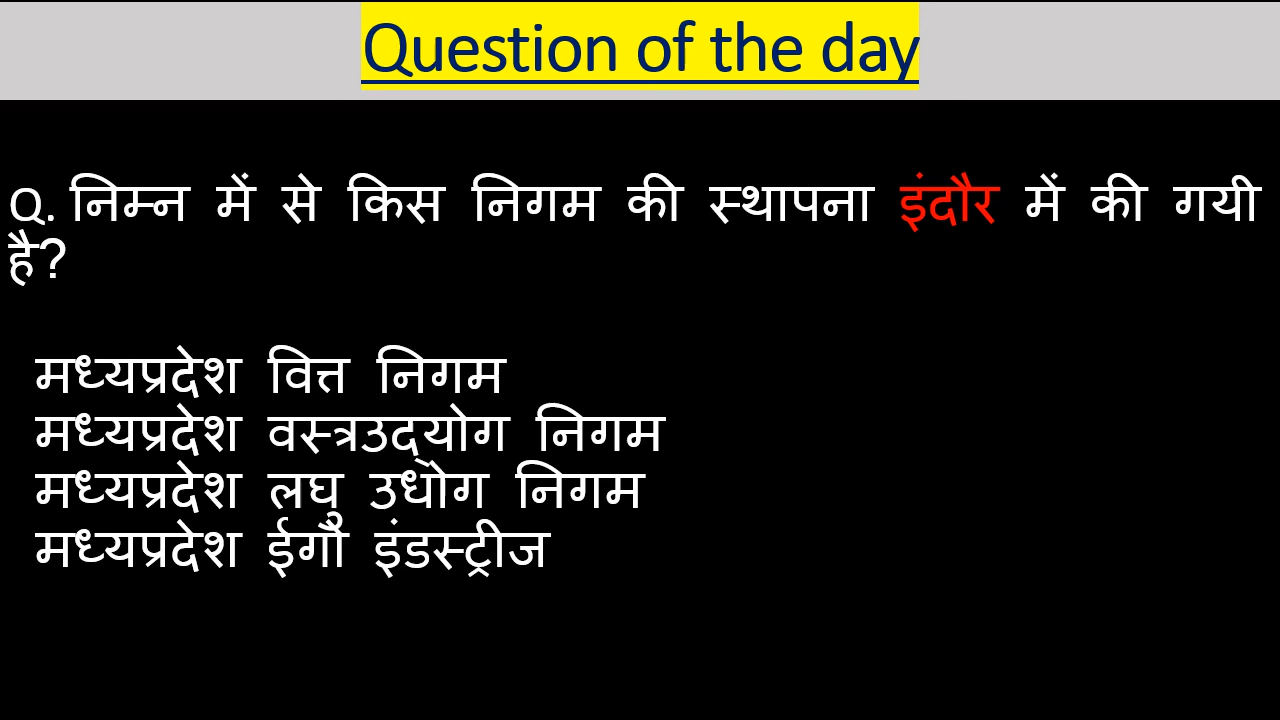 Question of the day
Q. निम्न में से किस निगम की स्थापना इंदौर में की गयी
है?
मध्यप्रदेश वित्त निगम
मध्यप्रदेश वस्त्रउद्योग निगम
मध्यप्रदेश लघु उधोग निगम
मध्यप्रदेश ईगौ इंडस्ट्रीज